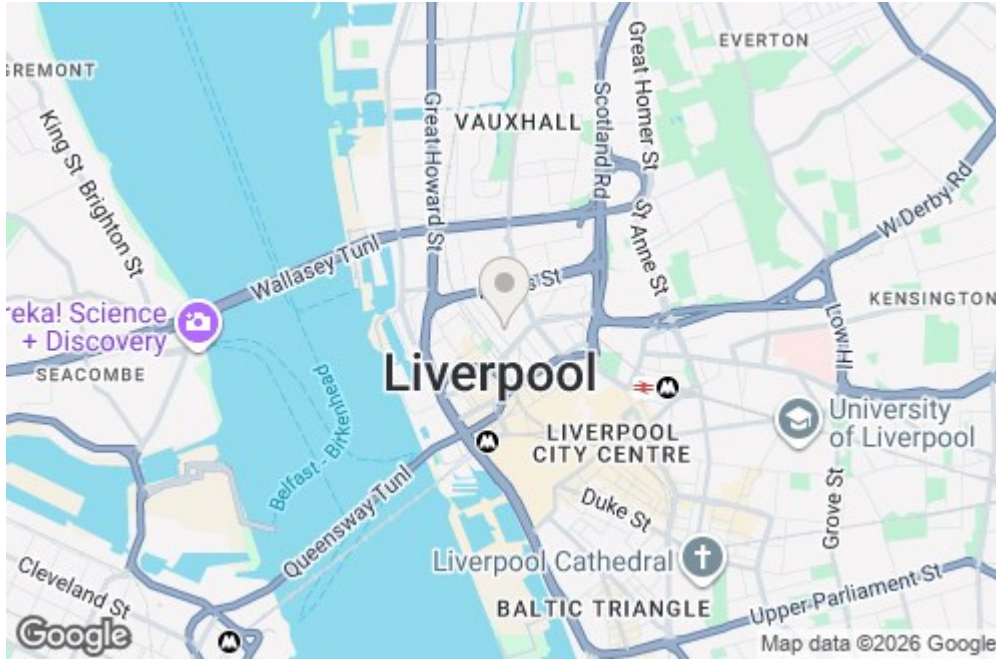 EVERTON
GREMONT
Great Homer St
Scotland Rd
Great Howard St
VAUXHALL
King St
Brighton St
W Derby Rd
St Anne St
Wallasey Tunl
St
KENSINGTON
reka! Science
+ Discovery
Low Hill
SEACOMBE
Liverpool
Belfast - Birkenhead
University
of Liverpool
LIVERPOOL
CITY CENTRE
Queensway Tunl
Duke St
Grove St
Liverpool Cathedral
Cleveland St
BALTIC TRIANGLE
Upper Parliament St
Google
Map data ©2026 Google